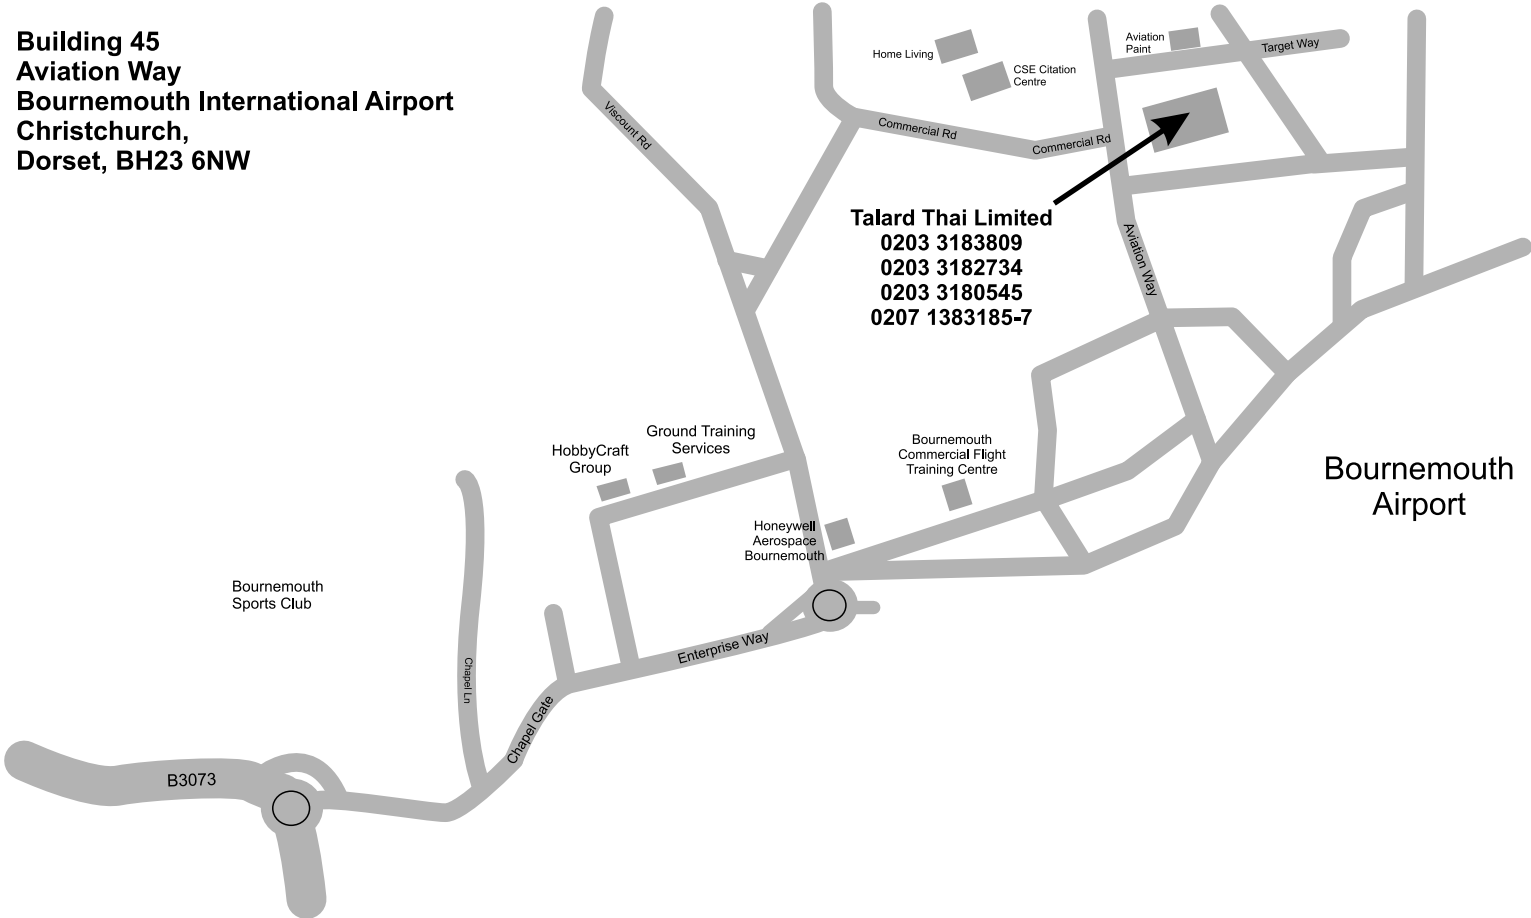 Building 45
Aviation Way
Bournemouth International Airport
Christchurch,
Dorset, BH23 6NW
Home Living
CSE Citation
Centre
Aviation
Paint
Target Way
Viscount Rd
Commercial Rd
Commercial Rd
Talard Thai Limited
0203 3183809
0203 3182734
0203 3180545
0207 1383185-7
Aviation Way
HobbyCraft
Group
Ground Training
Services
Bournemouth
Commercial Flight
Training Centre
Bournemouth
Airport
Honeywell
Aerospace
Bournemouth
Bournemouth
Sports Club
Enterprise Way
Chapel Ln
Chapel Gate
B3073